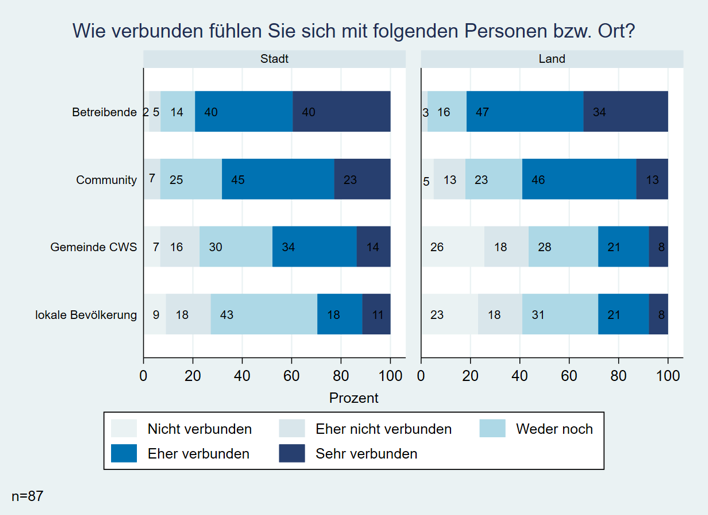 Wie verbunden fühlen Sie sich mit folgenden Personen bzw. Ort?
Stadt
Land
Betreibende
2 5 14 40 40
3 16 47 34
Community
7 25 45 23
5 13 23 46 13
Gemeinde CWS
7 16 30 34 14
26 18 28 21 8
lokale Bevölkerung
9 18 43 18 11
23 18 31 21 8
0 20 40 60 80 100
0 20 40 60 80 100
Prozent
Nicht verbunden
Eher nicht verbunden
Weder noch
Eher verbunden
Sehr verbunden
n=87